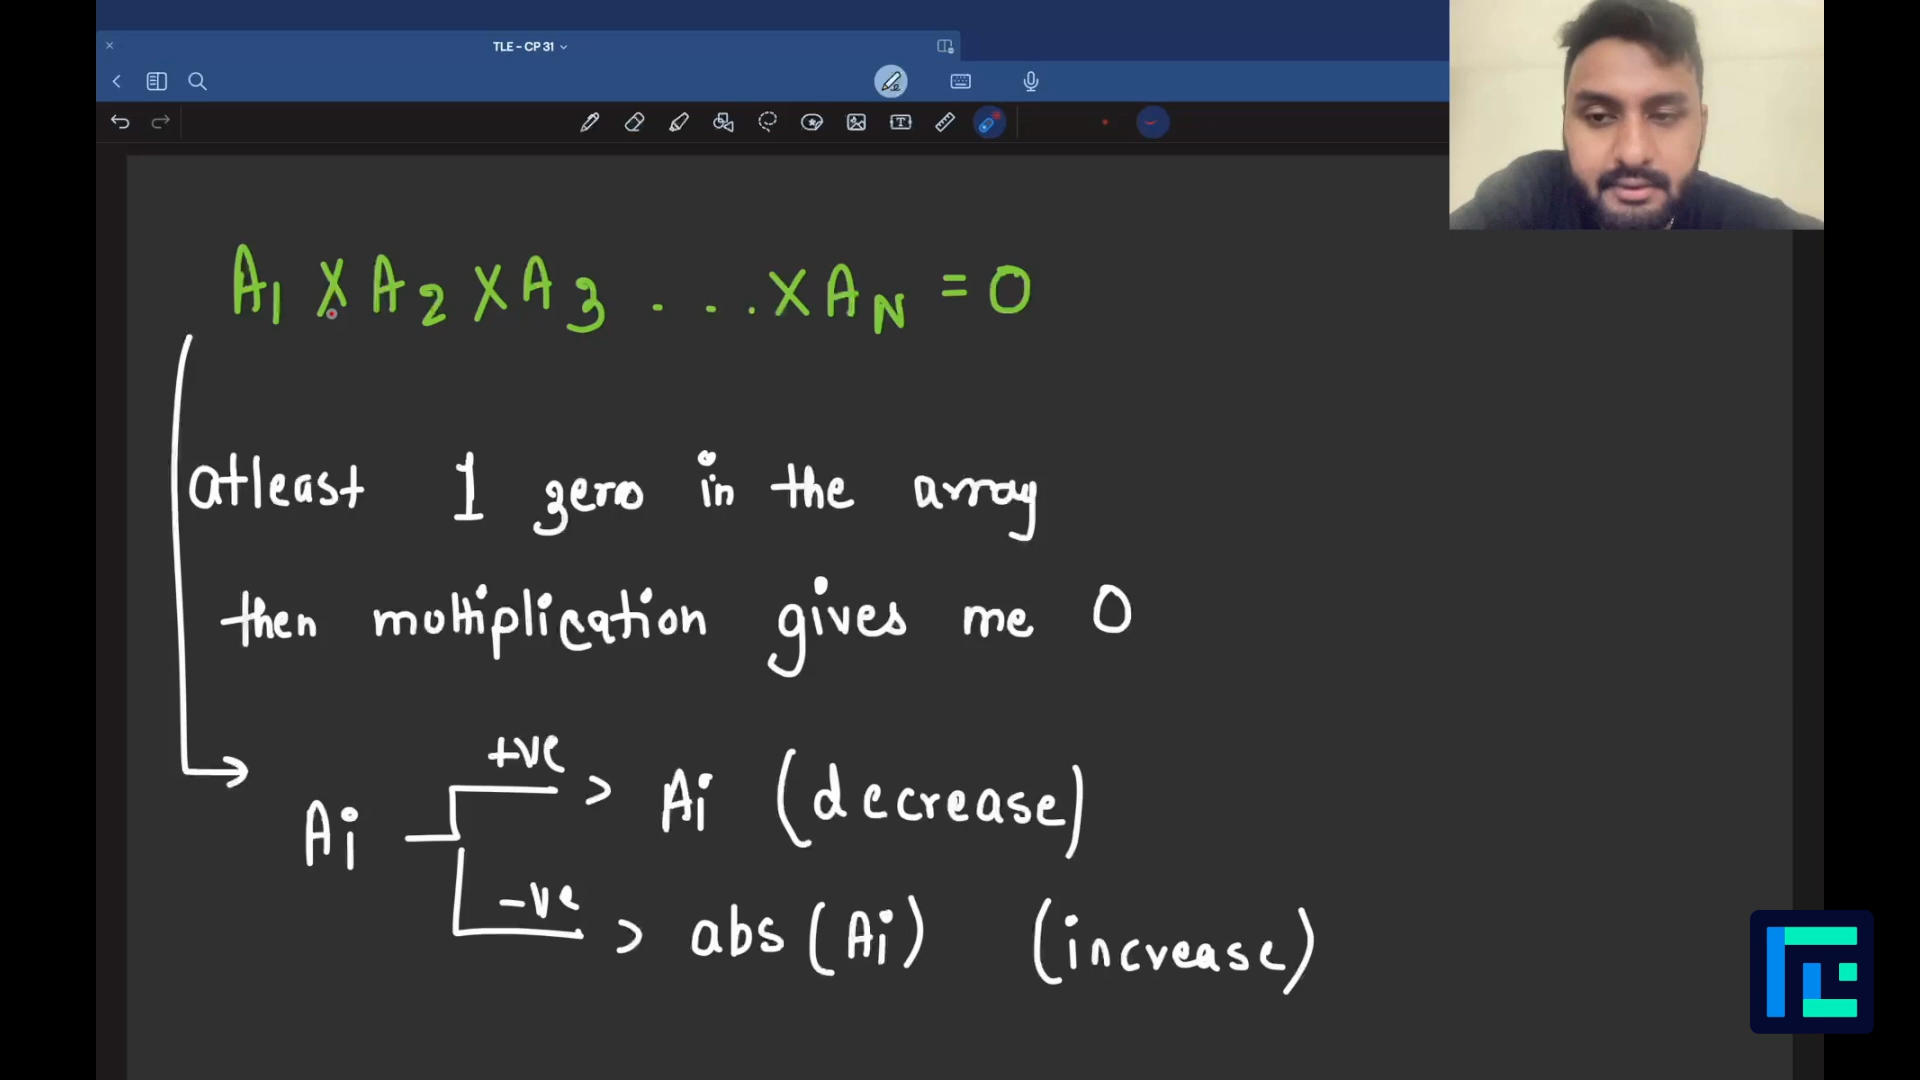 TLE - CP 31
A1 X A2 X A3 . . . X AN = 0
atleast 1 zero in the array
then multiplication gives me 0
+ve
Ai > Ai (decrease)
-ve
> abs (Ai) (increase)